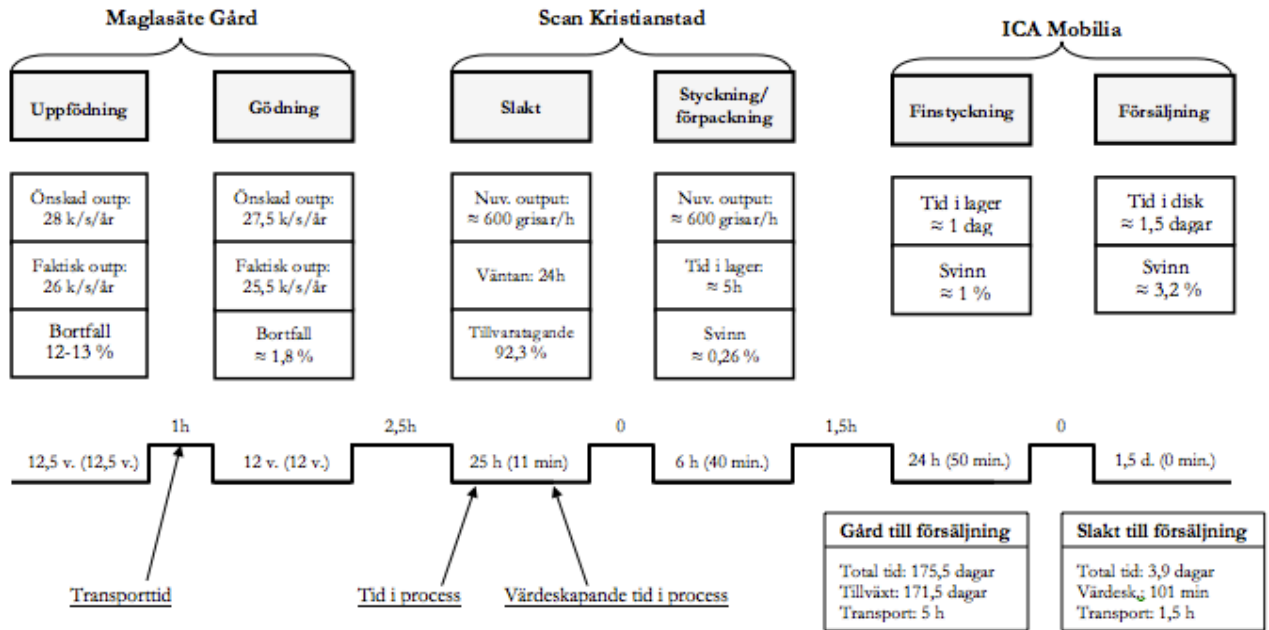 Maglasäte Gård
Scan Kristianstad
ICA Mobilia
Uppfödning
Gödning
Slakt
Styckning/
förpackning
Finstyckning
Försäljning
Önskad outp:
28 k/s/år
Faktisk outp:
26 k/s/år
Bortfall
12-13 %
Önskad outp:
27,5 k/s/år
Faktisk outp:
25,5 k/s/år
Bortfall
≈ 1,8 %
Nuv. output:
≈ 600 grisar/h
Väntan: 24h
Tillvaratagande
92,3 %
Nuv. output:
≈ 600 grisar/h
Tid i lager:
≈ 5h
Svinn
≈ 0,26 %
Tid i lager
≈ 1 dag
Svinn
≈ 1 %
Tid i disk
≈ 1,5 dagar
Svinn
≈ 3,2 %
1h
2,5h
0
1,5h
0
12,5 v. (12,5 v.)
12 v. (12 v.)
25 h (11 min)
6 h (40 min.)
24 h (50 min.)
1,5 d. (0 min.)
Transporttid
Tid i process
Värdeskapande tid i process
Gård till försäljning
Total tid: 175,5 dagar
Tillväxt: 171,5 dagar
Transport: 5 h
Slakt till försäljning
Total tid: 3,9 dagar
Värdesk.: 101 min
Transport: 1,5 h